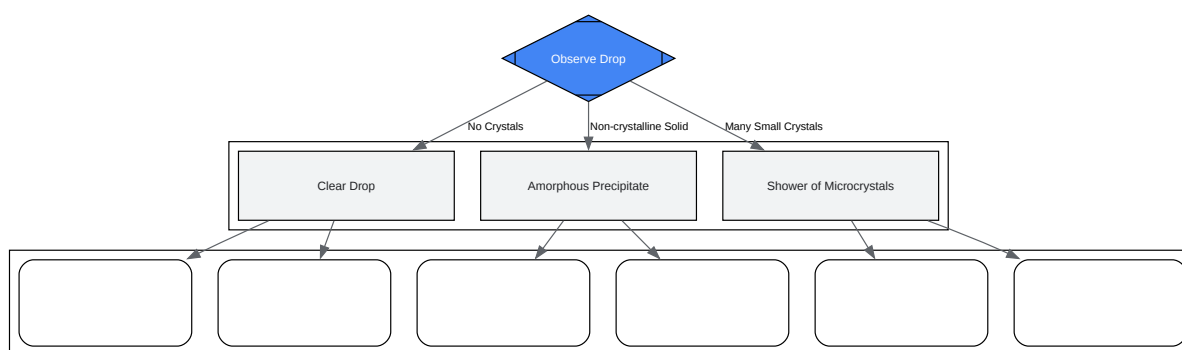 Observe Drop
No Crystals
Non-crystalline Solid
Many Small Crystals
Clear Drop
Amorphous Precipitate
Shower of Microcrystals